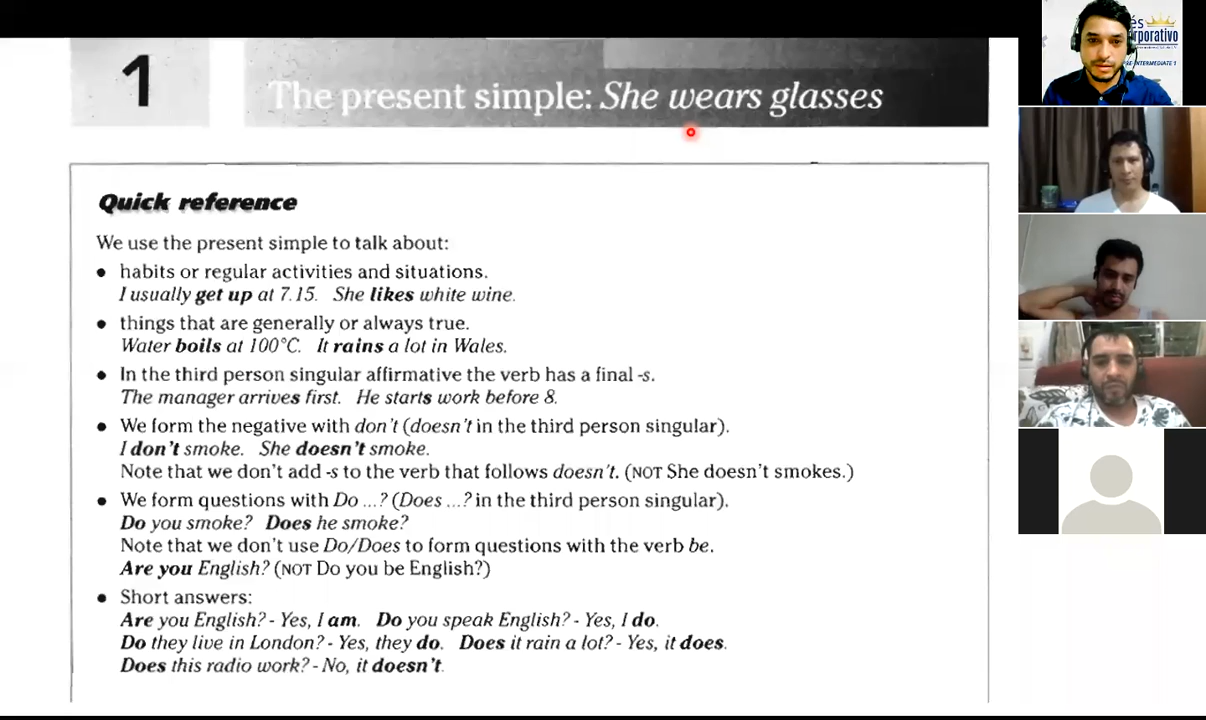 1
The present simple: She wears glasses
Quick reference
We use the present simple to talk about:
• habits or regular activities and situations.
I usually get up at 7.15. She likes white wine.
• things that are generally or always true.
Water boils at 100°C. It rains a lot in Wales.
• In the third person singular affirmative the verb has a final -s.
The manager arrives first. He starts work before 8.
• We form the negative with don't (doesn't in the third person singular).
I don't smoke. She doesn't smoke.
Note that we don't add -s to the verb that follows doesn't. (NOT She doesn't smokes.)
• We form questions with Do ...? (Does ...? in the third person singular).
Do you smoke? Does he smoke?
Note that we don't use Do/Does to form questions with the verb be.
Are you English? (NOT Do you be English?)
• Short answers:
Are you English? - Yes, I am. Do you speak English? - Yes, I do.
Do they live in London? - Yes, they do. Does it rain a lot? - Yes, it does.
Does this radio work? - No, it doesn't.